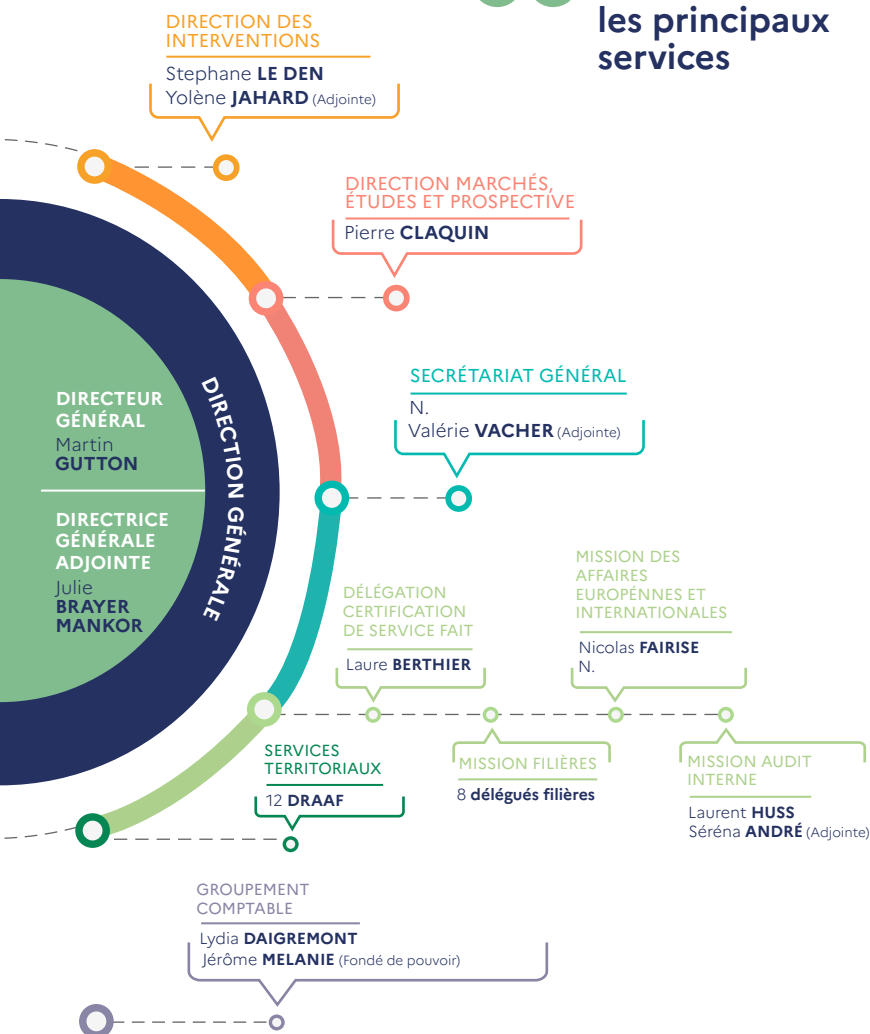 les principaux
services
DIRECTION DES
INTERVENTIONS
Stephane LE DEN
Yolène JAHARD (Adjointe)
DIRECTION MARCHÉS,
ÉTUDES ET PROSPECTIVE
Pierre CLAQUIN
SECRÉTARIAT GÉNÉRAL
N.
Valérie VACHER (Adjointe)
DIRECTION GÉNÉRALE
DIRECTEUR
GÉNÉRAL
Martin
GUTTON
DIRECTRICE
GÉNÉRALE
ADJOINTE
Julie
BRAYER
MANKOR
DÉLÉGATION
CERTIFICATION
DE SERVICE FAIT
Laure BERTHIER
MISSION DES
AFFAIRES
EUROPÉNNES ET
INTERNATIONALES
Nicolas FAIRISE
N.
SERVICES
TERRITORIAUX
12 DRAAF
MISSION FILIÈRES
8 délégués filières
MISSION AUDIT
INTERNE
Laurent HUSS
Séréna ANDRÉ (Adjointe)
GROUPEMENT
COMPTABLE
Lydia DAIGREMONT
Jérôme MELANIE (Fondé de pouvoir)